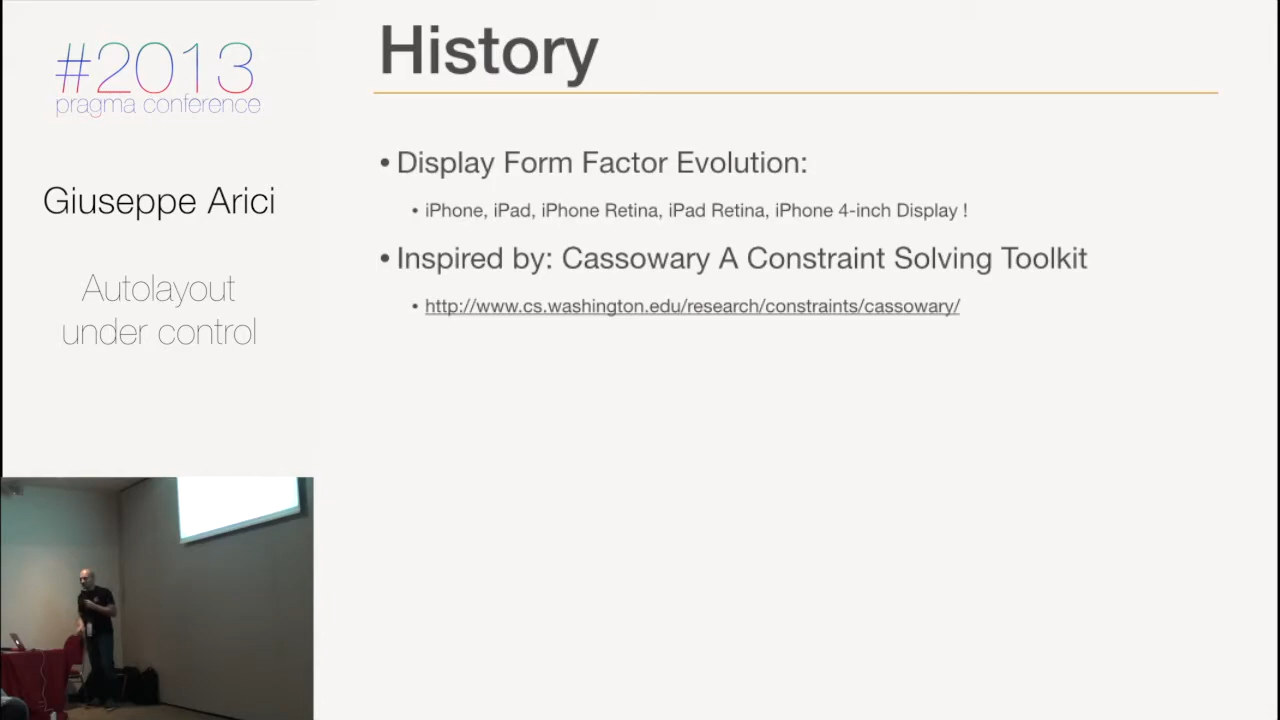 #2013
pragma conference
Giuseppe Arici
Autolayout
under control
History
• Display Form Factor Evolution:
• iPhone, iPad, iPhone Retina, iPad Retina, iPhone 4-inch Display !
• Inspired by: Cassowary A Constraint Solving Toolkit
• http://www.cs.washington.edu/research/constraints/cassowary/